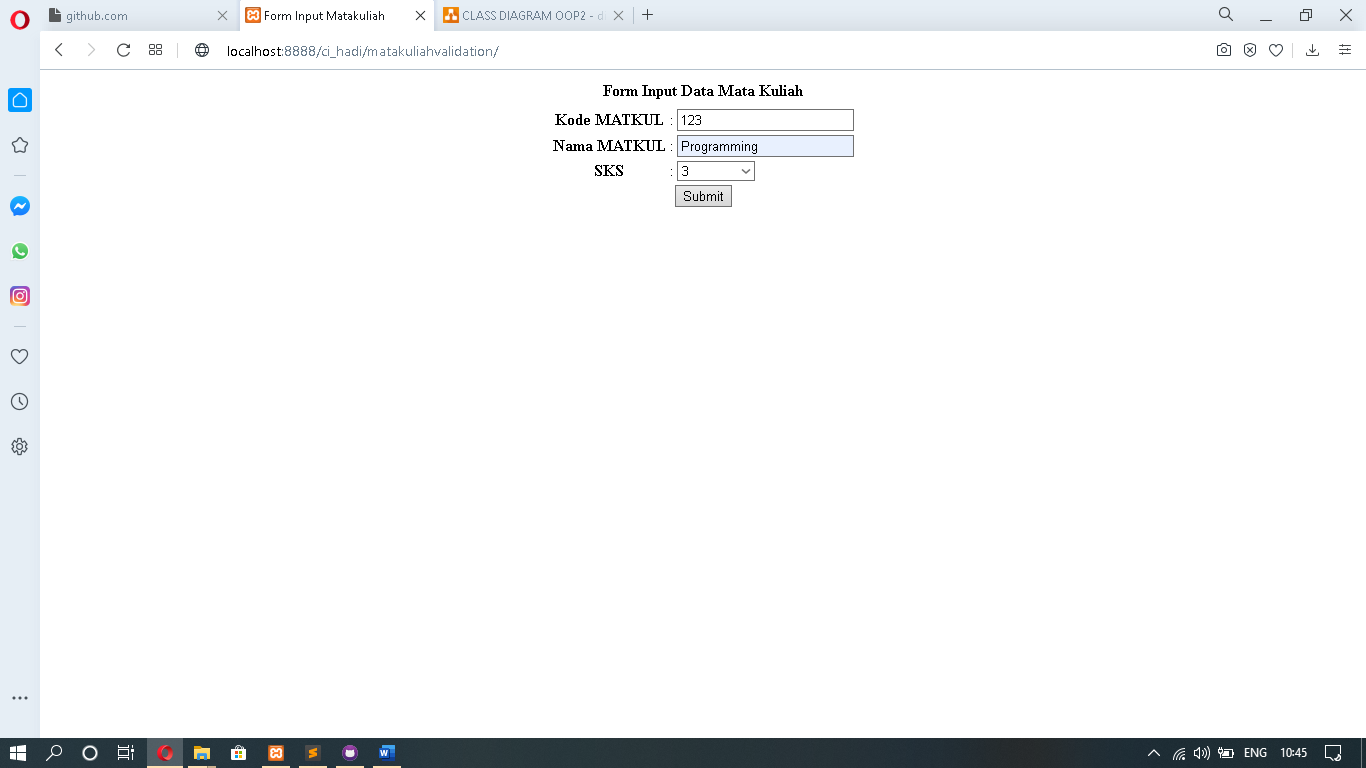 github.com
Form Input Matakuliah
CLASS DIAGRAM OOP2 - d
localhost:8888/ci_hadi/matakuliahvalidation/
Form Input Data Mata Kuliah
Kode MATKUL : 123
Nama MATKUL : Programming
SKS : 3
Submit
ENG 10:45